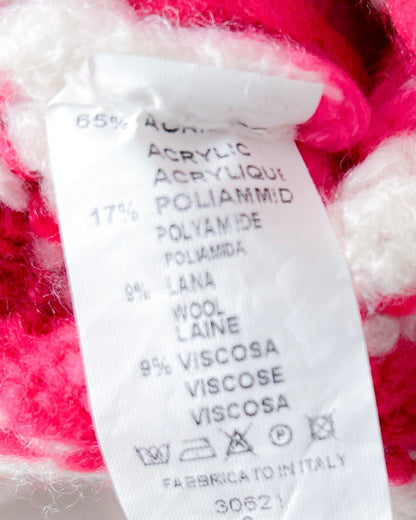 65%
ACRYLIC
ACRYLIQUE
17% POLIAMMID
POLYAMIDE
POLIAMIDA
9% LANA
WOOL
LAINE
9% VISCOSA
VISCOSE
VISCOSA
P
FABBRICATO IN ITALY
30621